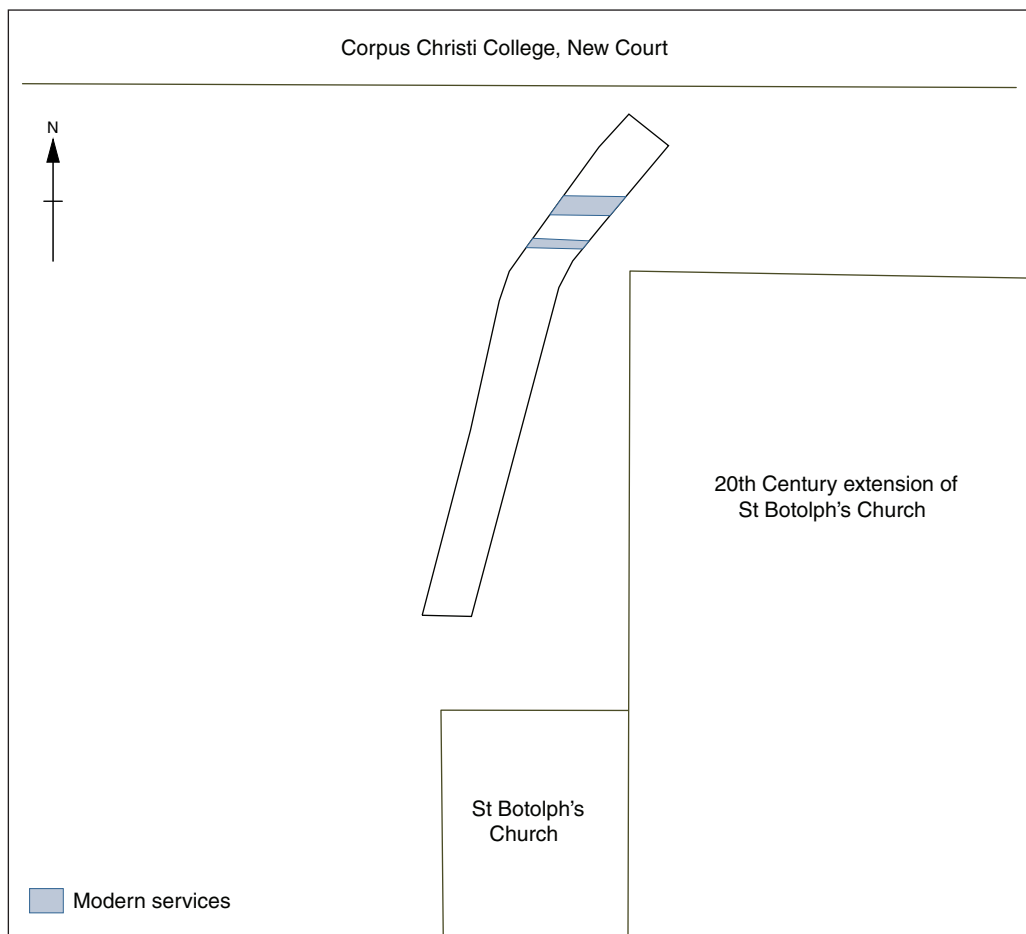 Corpus Christi College, New Court
N
20th Century extension of
St Botolph's Church
St Botolph's
Church
Modern services